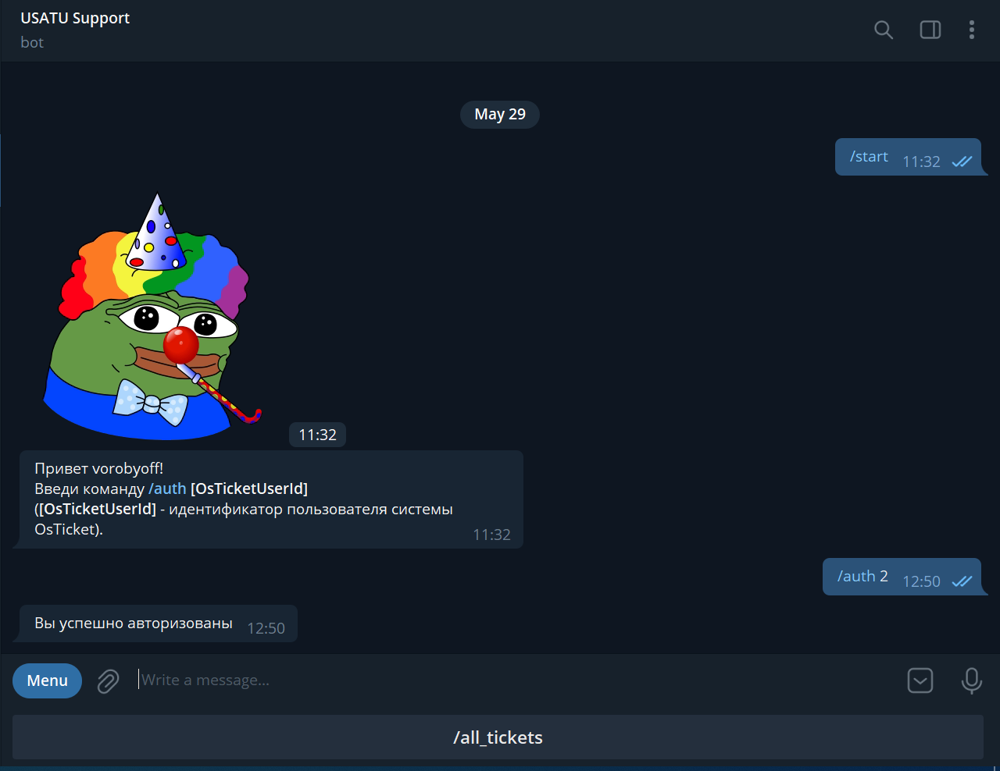 USATU Support
bot
May 29
/start 11:32
11:32
Привет vorobyoff!
Введи команду /auth [OsTicketUserId]
([OsTicketUserId] - идентификатор пользователя системы
OsTicket).
11:32
/auth 2 12:50
Вы успешно авторизованы 12:50
Menu
Write a message...
/all_tickets